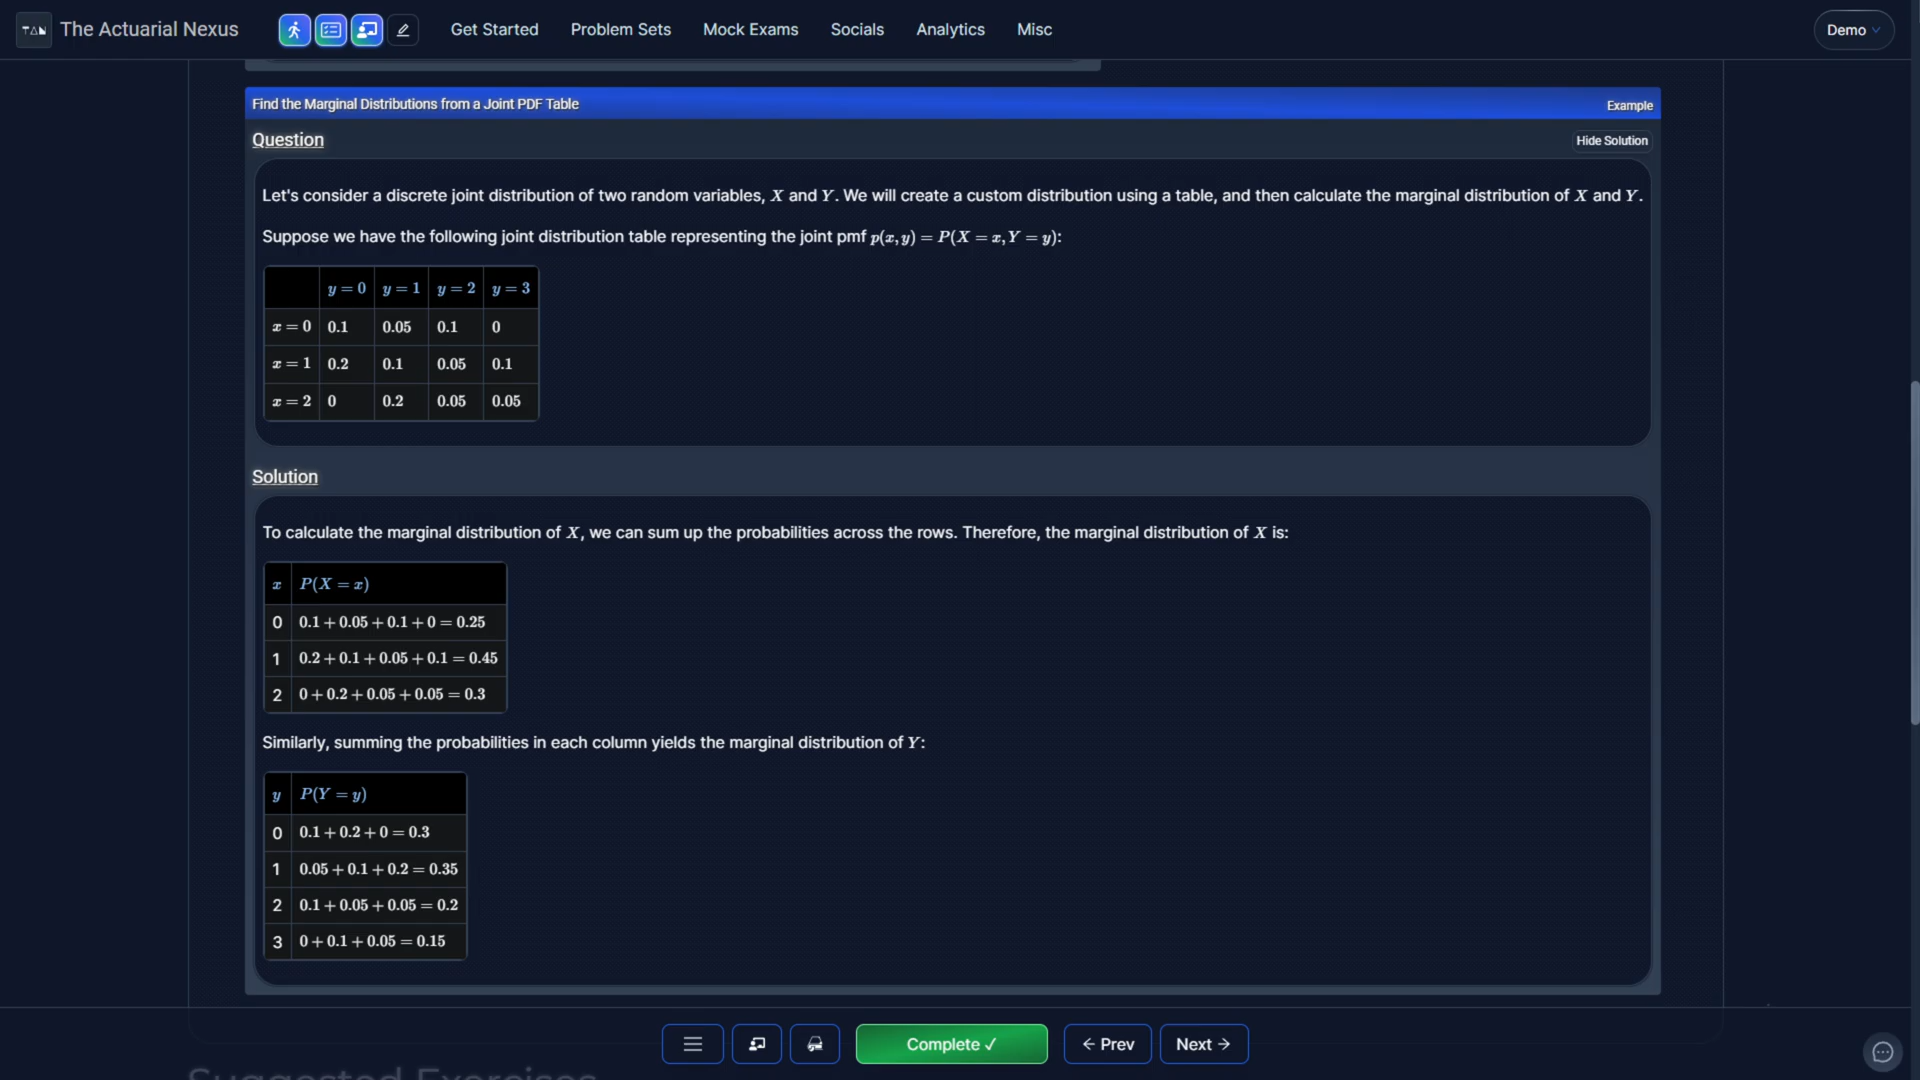 The Actuarial Nexus
Get Started Problem Sets Mock Exams Socials Analytics Misc
Demo
Find the Marginal Distributions from a Joint PDF Table
Example
Question
Hide Solution
Let's consider a discrete joint distribution of two random variables, X and Y. We will create a custom distribution using a table, and then calculate the marginal distribution of X and Y.
Suppose we have the following joint distribution table representing the joint pmf p(x, y) = P(X = x, Y = y):
y = 0 y = 1 y = 2 y = 3
x = 0 0.1 0.05 0.1 0
x = 1 0.2 0.1 0.05 0.1
x = 2 0 0.2 0.05 0.05
Solution
To calculate the marginal distribution of X, we can sum up the probabilities across the rows. Therefore, the marginal distribution of X is:
x P(X = x)
0 0.1 + 0.05 + 0.1 + 0 = 0.25
1 0.2 + 0.1 + 0.05 + 0.1 = 0.45
2 0 + 0.2 + 0.05 + 0.05 = 0.3
Similarly, summing the probabilities in each column yields the marginal distribution of Y:
y P(Y = y)
0 0.1 + 0.2 + 0 = 0.3
1 0.05 + 0.1 + 0.2 = 0.35
2 0.1 + 0.05 + 0.05 = 0.2
3 0 + 0.1 + 0.05 = 0.15
Complete ✓
← Prev
Next →
Suggested Exercises